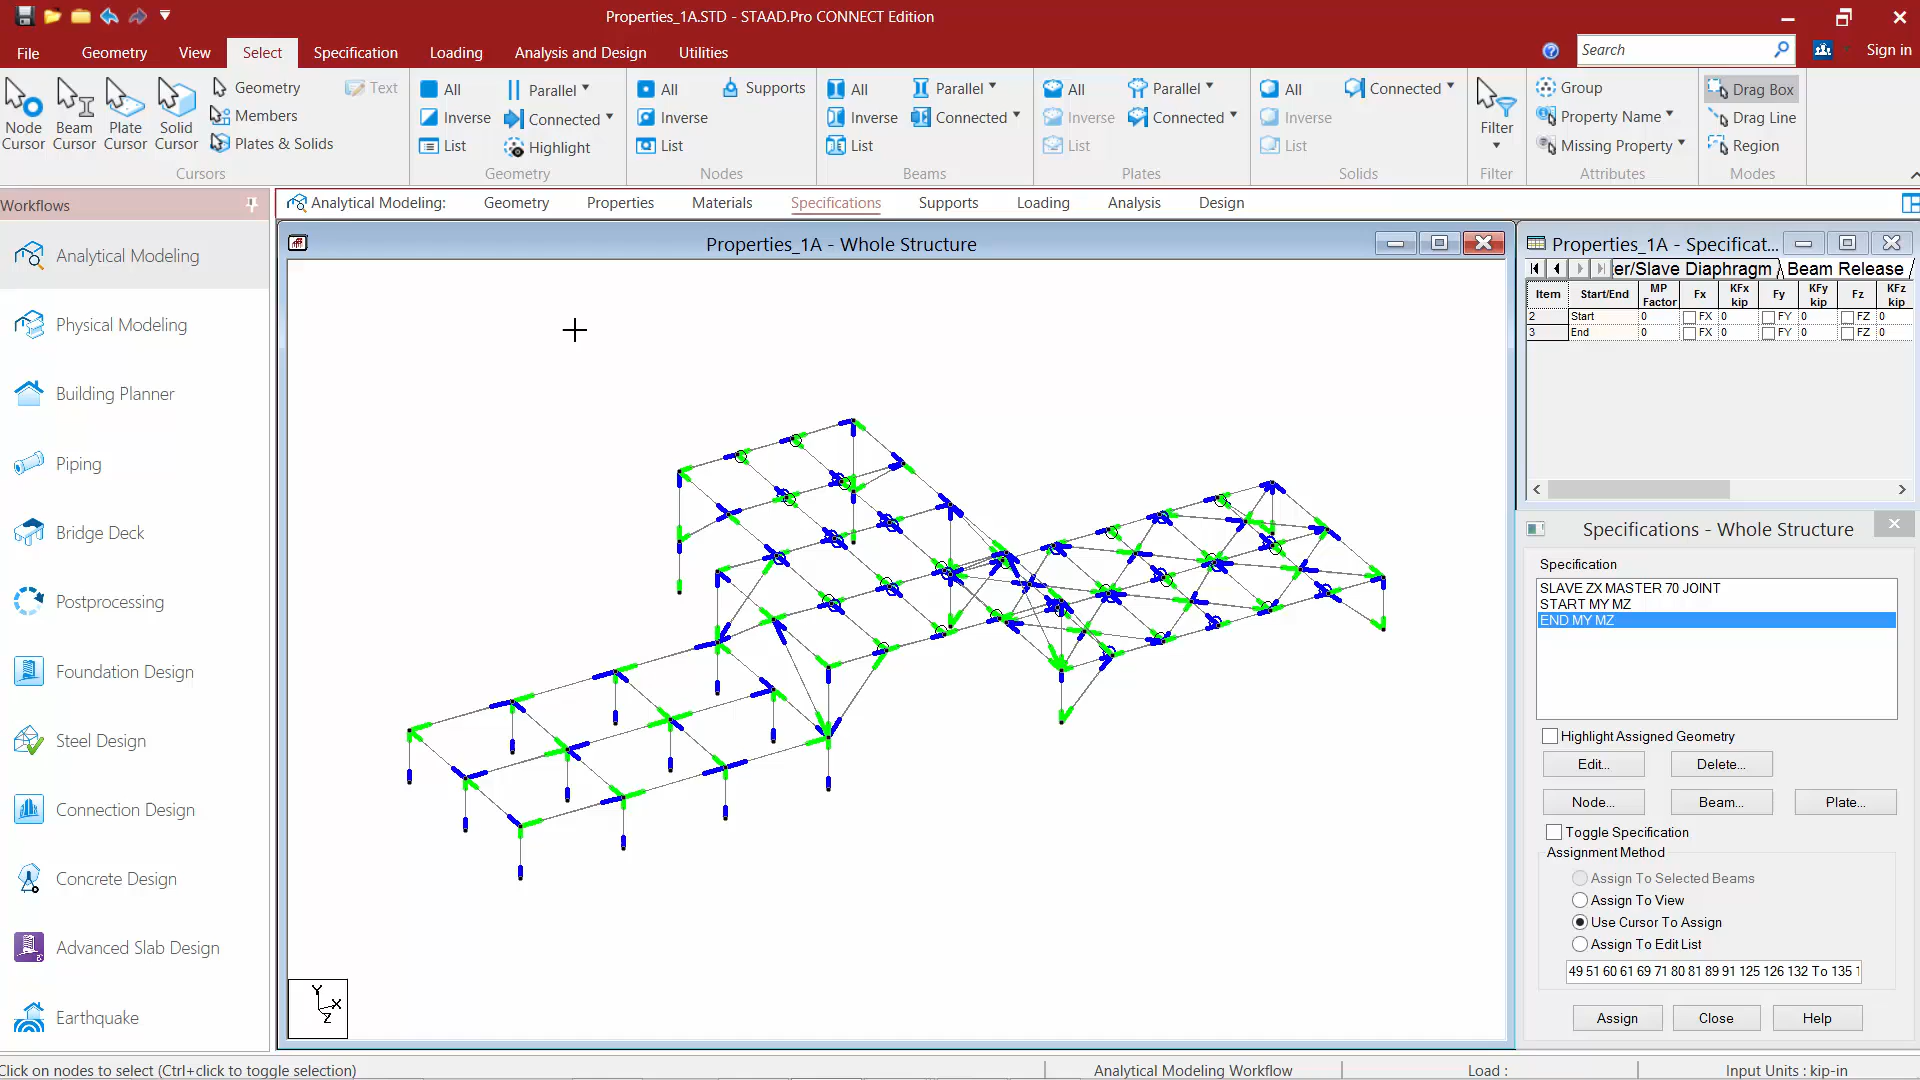 Properties_1A.STD - STAAD.Pro CONNECT Edition
File Geometry View Select Specification Loading Analysis and Design Utilities Search Sign in
Node Cursor
Beam Cursor
Plate Cursor
Solid Cursor
Geometry
Members
Plates & Solids
Text
Cursors
All
Inverse
List
Parallel
Connected
Highlight
Geometry
All
Inverse
List
Supports
Nodes
All
Inverse
List
Parallel
Connected
Beams
All
Inverse
List
Parallel
Connected
Plates
All
Inverse
List
Connected
Solids
Filter
Filter
Group
Property Name
Missing Property
Attributes
Drag Box
Drag Line
Region
Modes
Workflows
Analytical Modeling: Geometry Properties Materials Specifications Supports Loading Analysis Design
Analytical Modeling
Physical Modeling
Building Planner
Piping
Bridge Deck
Postprocessing
Foundation Design
Steel Design
Connection Design
Concrete Design
Advanced Slab Design
Earthquake
Properties_1A - Whole Structure
Y
X
Z
Properties_1A - Specificat...
er/Slave Diaphragm Beam Release
Item Start/End MP Factor Fx KFx kip Fy KFy kip Fz KFz kip
2 Start 0 FX 0 FY 0 FZ 0
3 End 0 FX 0 FY 0 FZ 0
Specifications - Whole Structure
Specification
SLAVE ZX MASTER 70 JOINT
START MY MZ
END MY MZ
Highlight Assigned Geometry
Edit... Delete...
Node... Beam... Plate...
Toggle Specification
Assignment Method
Assign To Selected Beams
Assign To View
Use Cursor To Assign
Assign To Edit List
49 51 60 61 69 71 80 81 89 91 125 126 132 To 135 1
Assign Close Help
Click on nodes to select (Ctrl+click to toggle selection) Analytical Modeling Workflow Load : Input Units : kip-in